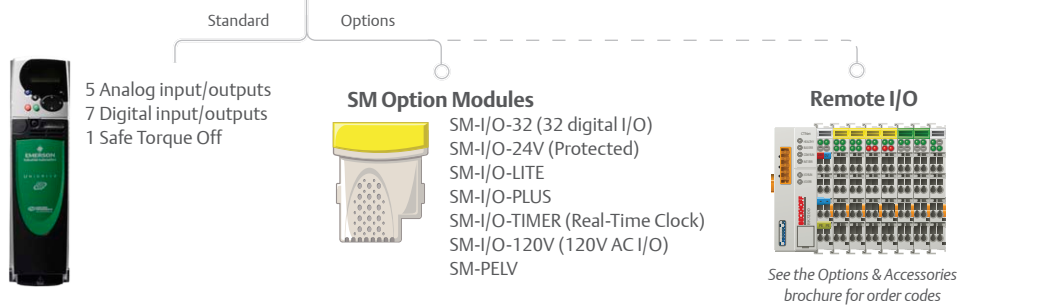 Standard
Options
EMERSON
5 Analog input/outputs
7 Digital input/outputs
1 Safe Torque Off
SM Option Modules
SM-I/O-32 (32 digital I/O)
SM-I/O-24V (Protected)
SM-I/O-LITE
SM-I/O-PLUS
SM-I/O-TIMER (Real-Time Clock)
SM-I/O-120V (120V AC I/O)
SM-PELV
Remote I/O
BECKHOFF
See the Options & Accessories
brochure for order codes